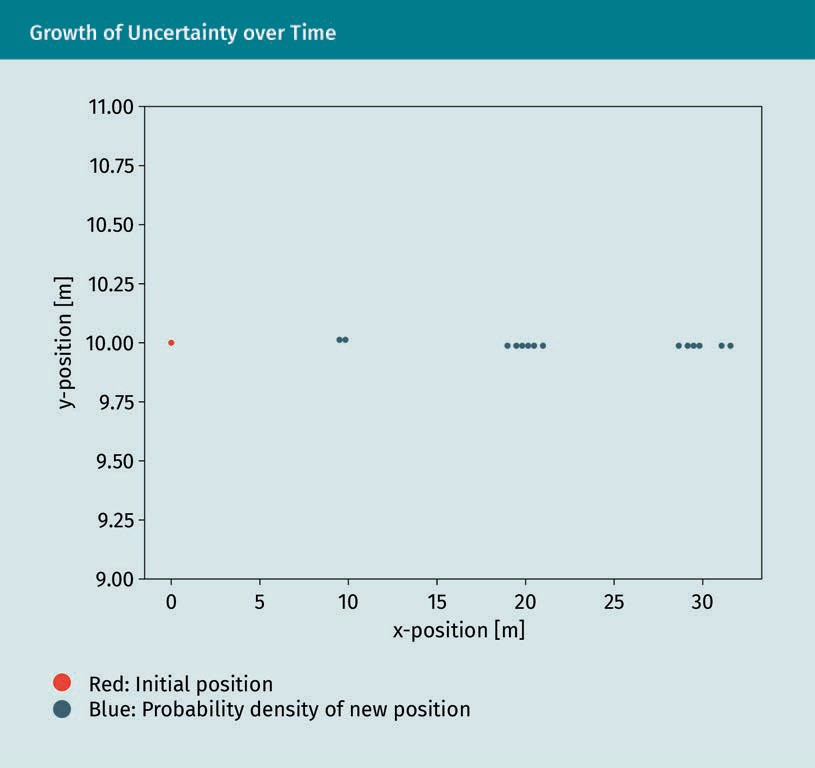 Growth of Uncertainty over Time
11.00
10.75
10.50
10.25
10.00
9.75
9.50
9.25
9.00
y-position [m]
0 5 10 15 20 25 30
x-position [m]
Red: Initial position
Blue: Probability density of new position